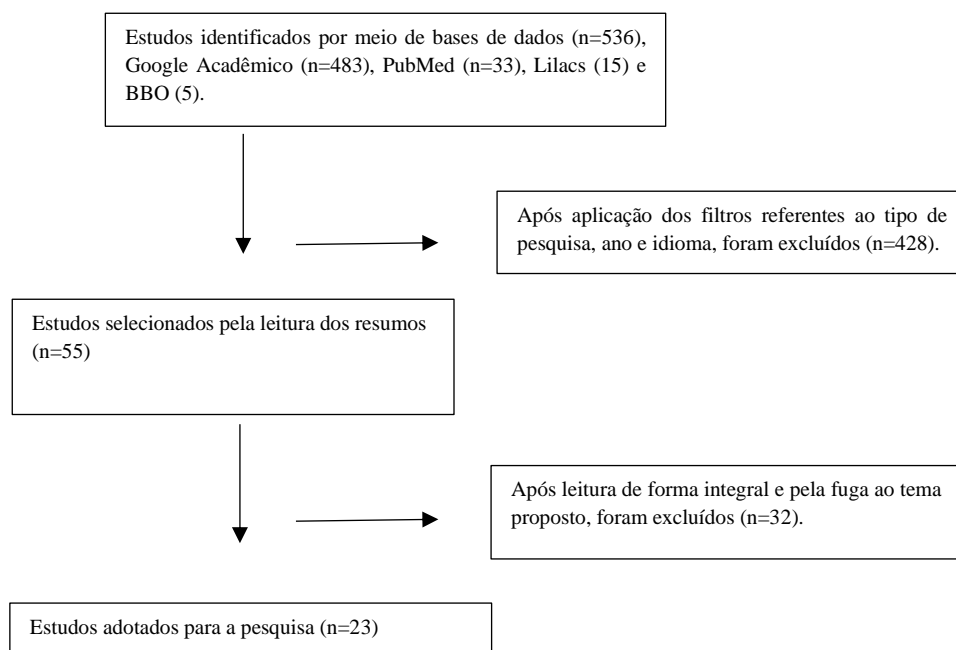 Estudos identificados por meio de bases de dados (n=536),
Google Acadêmico (n=483), PubMed (n=33), Lilacs (15) e
BBO (5).
Após aplicação dos filtros referentes ao tipo de
pesquisa, ano e idioma, foram excluídos (n=428).
Estudos selecionados pela leitura dos resumos
(n=55)
Após leitura de forma integral e pela fuga ao tema
proposto, foram excluídos (n=32).
Estudos adotados para a pesquisa (n=23)